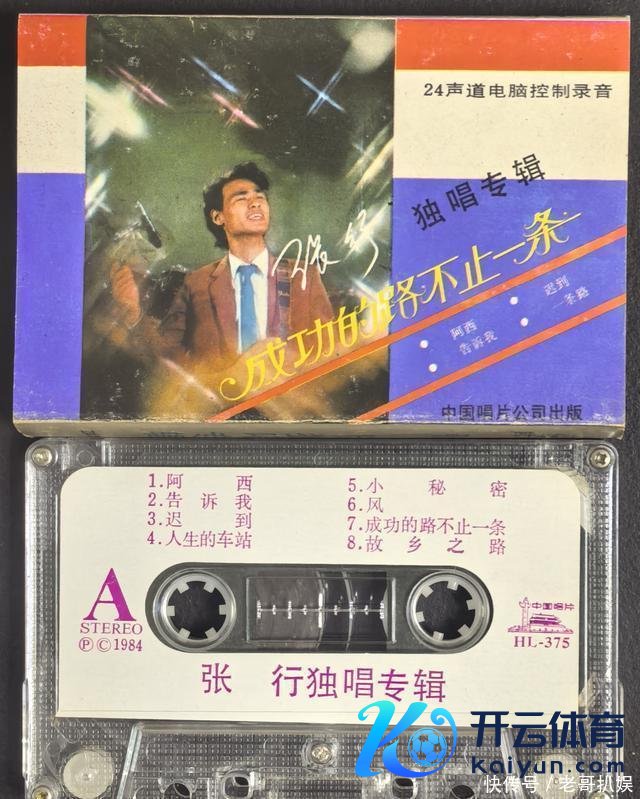 24声道电脑控制录音
独唱专辑
张行
成功的路不止一条
阿西
迟到
告诉我
一条路
中国唱片公司出版
1.阿西
2.告诉我
3.迟到
4.人生的车站
5.小秘密
6.风
7.成功的路不止一条
8.故乡之路
A
STEREO
Ⓟ Ⓒ 1984
中国唱片
HL-375
张 行独唱专辑
开云体育
kaiyun.com
快传号／老哥扒娱